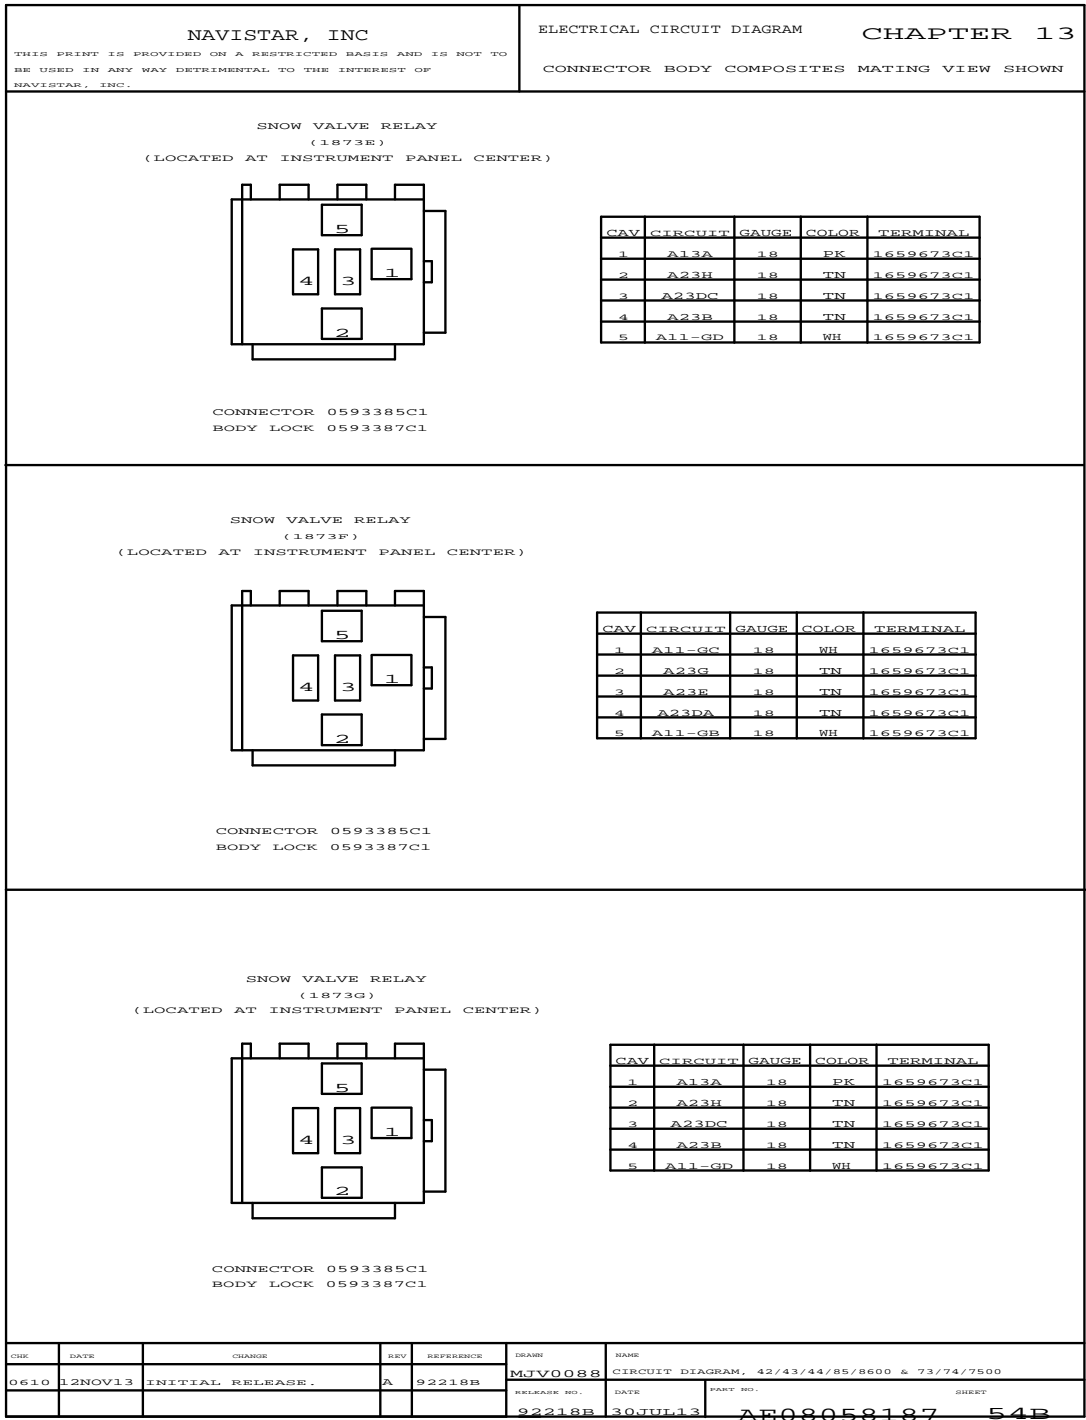 NAVISTAR, INC
THIS PRINT IS PROVIDED ON A RESTRICTED BASIS AND IS NOT TO
BE USED IN ANY WAY DETRIMENTAL TO THE INTEREST OF
NAVISTAR, INC.
ELECTRICAL CIRCUIT DIAGRAM CHAPTER 13
CONNECTOR BODY COMPOSITES MATING VIEW SHOWN
SNOW VALVE RELAY
(1873E)
(LOCATED AT INSTRUMENT PANEL CENTER)
5
4 3 1
2
CONNECTOR 0593385C1
BODY LOCK 0593387C1
CAV CIRCUIT GAUGE COLOR TERMINAL
1 A13A 18 PK 1659673C1
2 A23H 18 TN 1659673C1
3 A23DC 18 TN 1659673C1
4 A23B 18 TN 1659673C1
5 A11-GD 18 WH 1659673C1
SNOW VALVE RELAY
(1873F)
(LOCATED AT INSTRUMENT PANEL CENTER)
5
4 3 1
2
CONNECTOR 0593385C1
BODY LOCK 0593387C1
CAV CIRCUIT GAUGE COLOR TERMINAL
1 A11-GC 18 WH 1659673C1
2 A23G 18 TN 1659673C1
3 A23E 18 TN 1659673C1
4 A23DA 18 TN 1659673C1
5 A11-GB 18 WH 1659673C1
SNOW VALVE RELAY
(1873G)
(LOCATED AT INSTRUMENT PANEL CENTER)
5
4 3 1
2
CONNECTOR 0593385C1
BODY LOCK 0593387C1
CAV CIRCUIT GAUGE COLOR TERMINAL
1 A13A 18 PK 1659673C1
2 A23H 18 TN 1659673C1
3 A23DC 18 TN 1659673C1
4 A23B 18 TN 1659673C1
5 A11-GD 18 WH 1659673C1
CHK DATE CHANGE REV REFERENCE
0610 12NOV13 INITIAL RELEASE. A 92218B
DRAWN
MJV0088
NAME
CIRCUIT DIAGRAM, 42/43/44/85/8600 & 73/74/7500
RELEASE NO. DATE PART NO. SHEET
92218B 30JUL13 AE08058187 54B